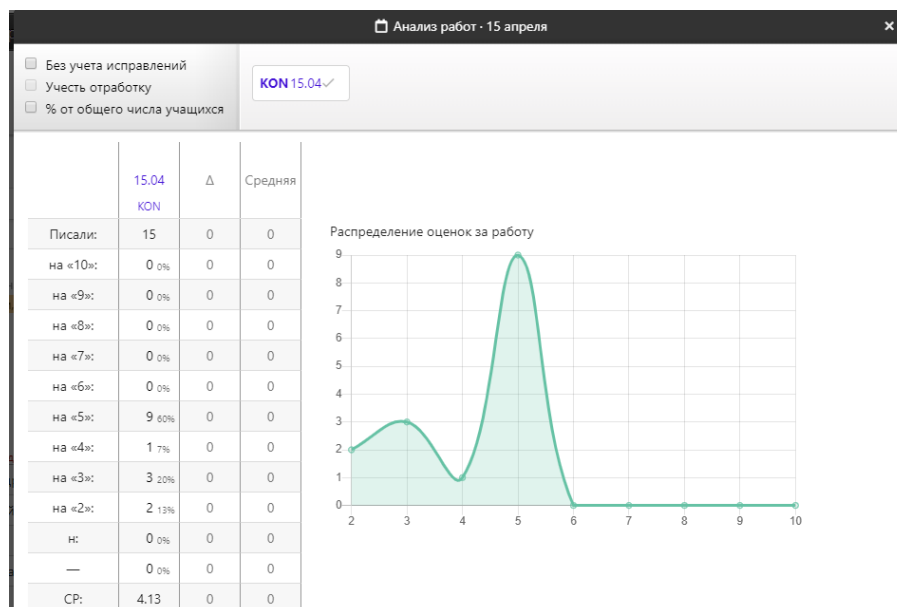 Анализ работ · 15 апреля ×
Без учета исправлений
Учесть отработку
% от общего числа учащихся
KON 15.04✓
15.04 KON Δ Средняя
Писали: 15 0 0
на «10»: 0 0% 0 0
на «9»: 0 0% 0 0
на «8»: 0 0% 0 0
на «7»: 0 0% 0 0
на «6»: 0 0% 0 0
на «5»: 9 60% 0 0
на «4»: 1 7% 0 0
на «3»: 3 20% 0 0
на «2»: 2 13% 0 0
н: 0 0% 0 0
— 0 0% 0 0
СР: 4.13 0 0
Распределение оценок за работу
9
8
7
6
5
4
3
2
1
0
2 3 4 5 6 7 8 9 10